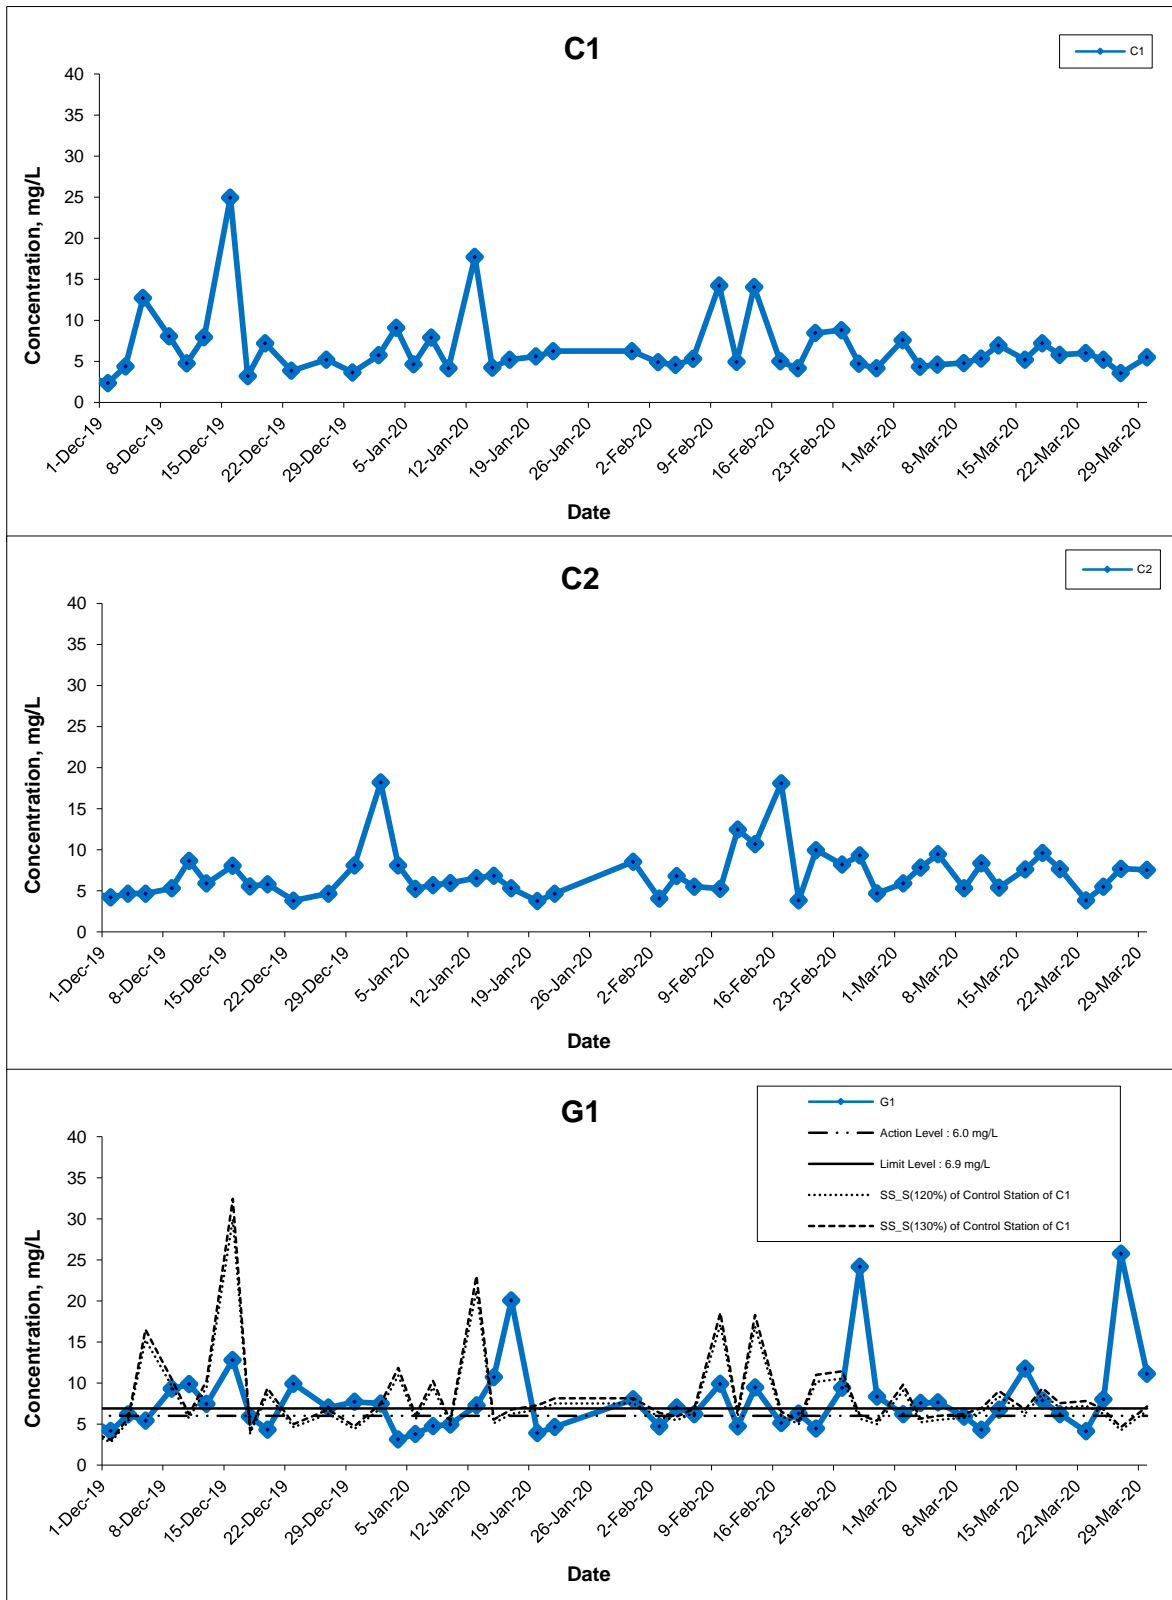 C1
C1
40
35
30
25
20
15
10
5
0
Concentration, mg/L
1-Dec-19
8-Dec-19
15-Dec-19
22-Dec-19
29-Dec-19
5-Jan-20
12-Jan-20
19-Jan-20
26-Jan-20
2-Feb-20
9-Feb-20
16-Feb-20
23-Feb-20
1-Mar-20
8-Mar-20
15-Mar-20
22-Mar-20
29-Mar-20
Date
C2
C2
40
35
30
25
20
15
10
5
0
Concentration, mg/L
1-Dec-19
8-Dec-19
15-Dec-19
22-Dec-19
29-Dec-19
5-Jan-20
12-Jan-20
19-Jan-20
26-Jan-20
2-Feb-20
9-Feb-20
16-Feb-20
23-Feb-20
1-Mar-20
8-Mar-20
15-Mar-20
22-Mar-20
29-Mar-20
Date
G1
G1
Action Level : 6.0 mg/L
Limit Level : 6.9 mg/L
SS_S(120%) of Control Station of C1
SS_S(130%) of Control Station of C1
40
35
30
25
20
15
10
5
0
Concentration, mg/L
1-Dec-19
8-Dec-19
15-Dec-19
22-Dec-19
29-Dec-19
5-Jan-20
12-Jan-20
19-Jan-20
26-Jan-20
2-Feb-20
9-Feb-20
16-Feb-20
23-Feb-20
1-Mar-20
8-Mar-20
15-Mar-20
22-Mar-20
29-Mar-20
Date